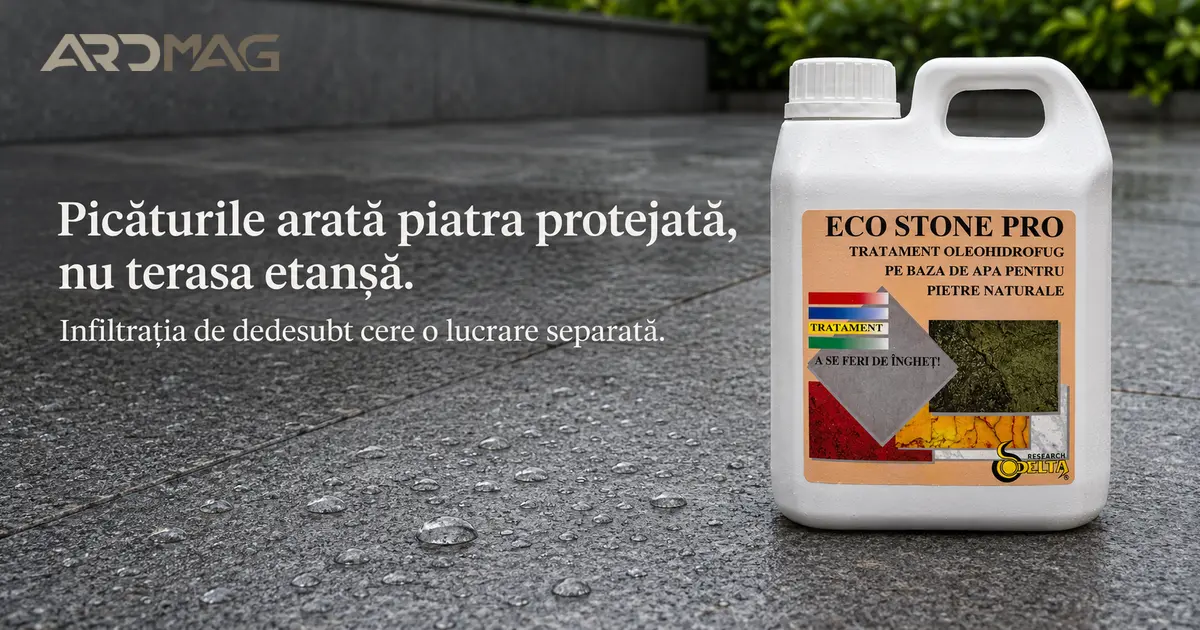 ARDMAG
Picăturile arată piatra protejată,
nu terasa etanșă.
Infiltrația de dedesubt cere o lucrare separată.
ECO STONE PRO
TRATAMENT OLEOHIDROFUG
PE BAZA DE APA PENTRU
PIETRE NATURALE
TRATAMENT
A SE FERI DE ÎNGHEȚ!
RESEARCH
DELTA